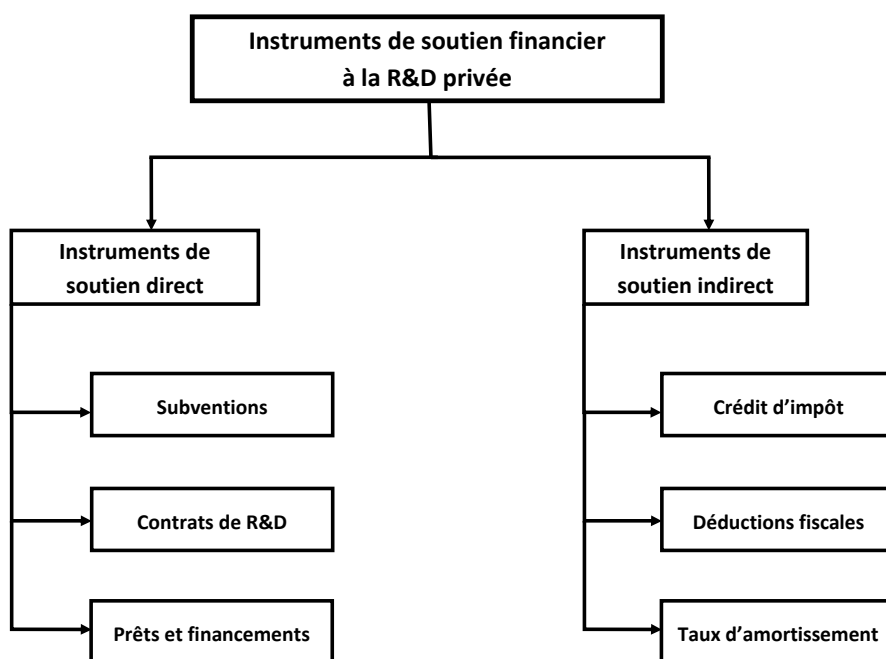 Instruments de soutien financier
à la R&D privée
Instruments de
soutien direct
Instruments de
soutien indirect
Subventions
Crédit d’impôt
Contrats de R&D
Déductions fiscales
Prêts et financements
Taux d’amortissement